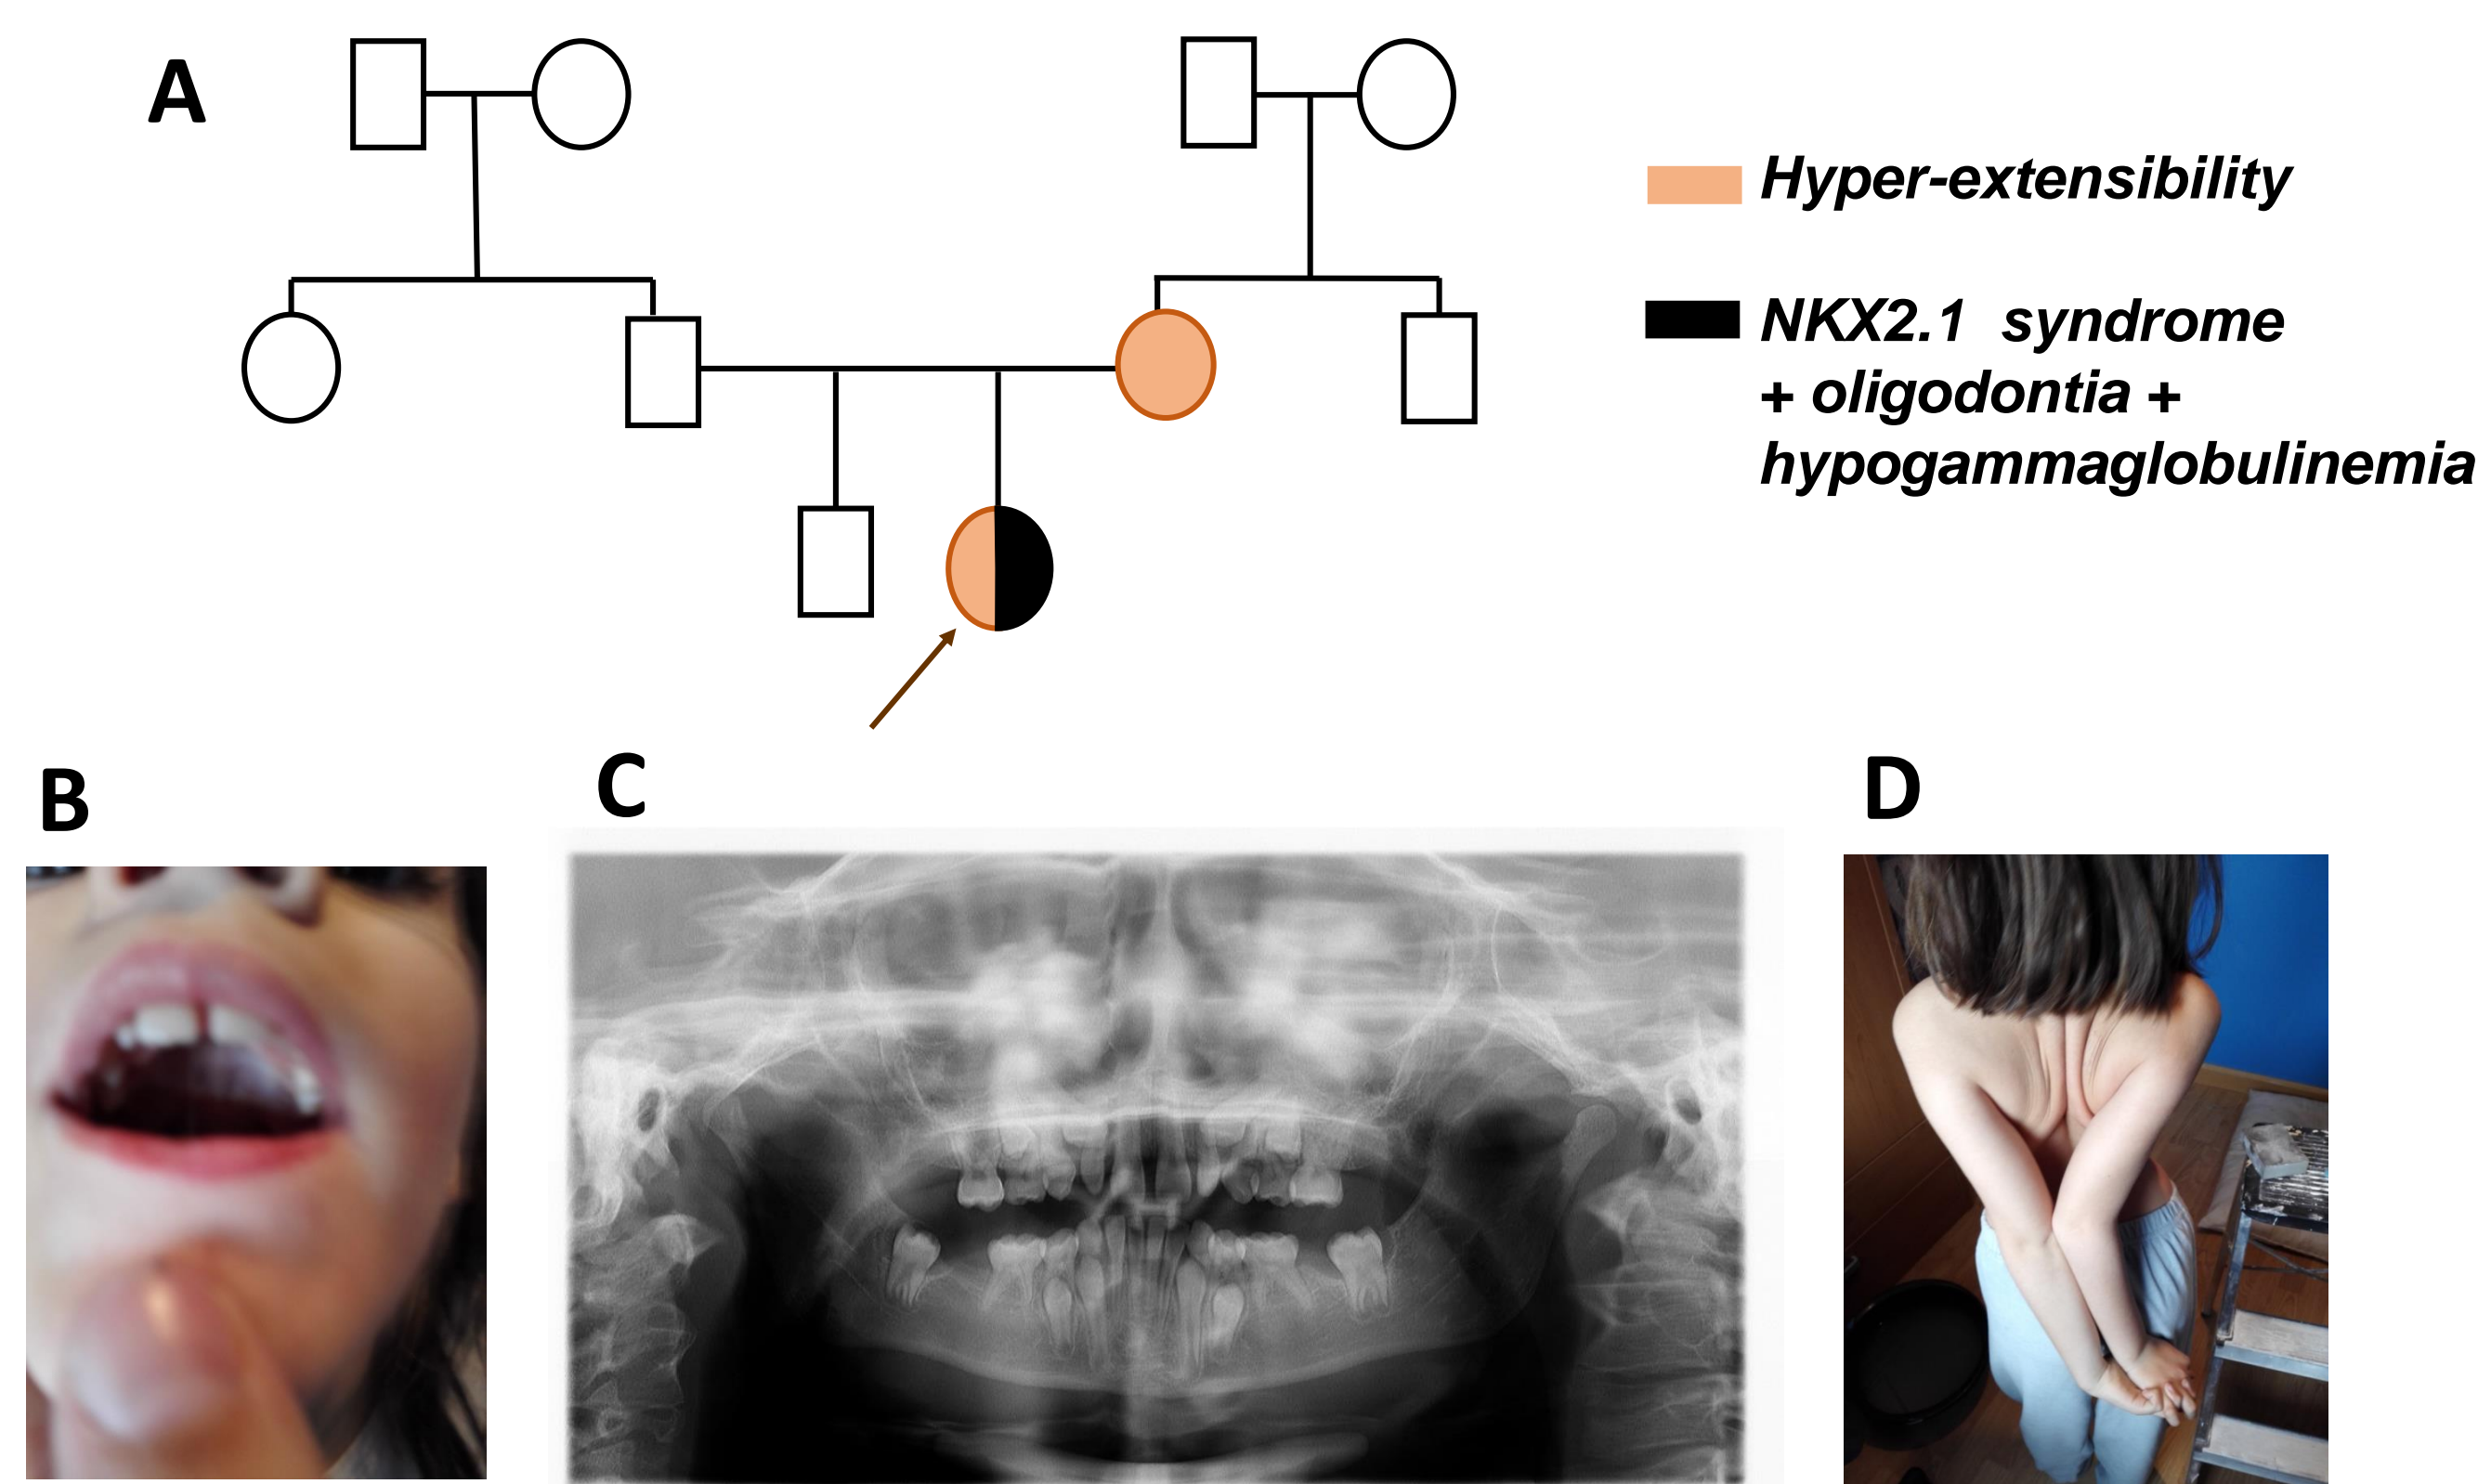 A
Hyper-extensibility
NKX2.1 syndrome
+ oligodontia +
hypogammaglobulinemia
B
C
D